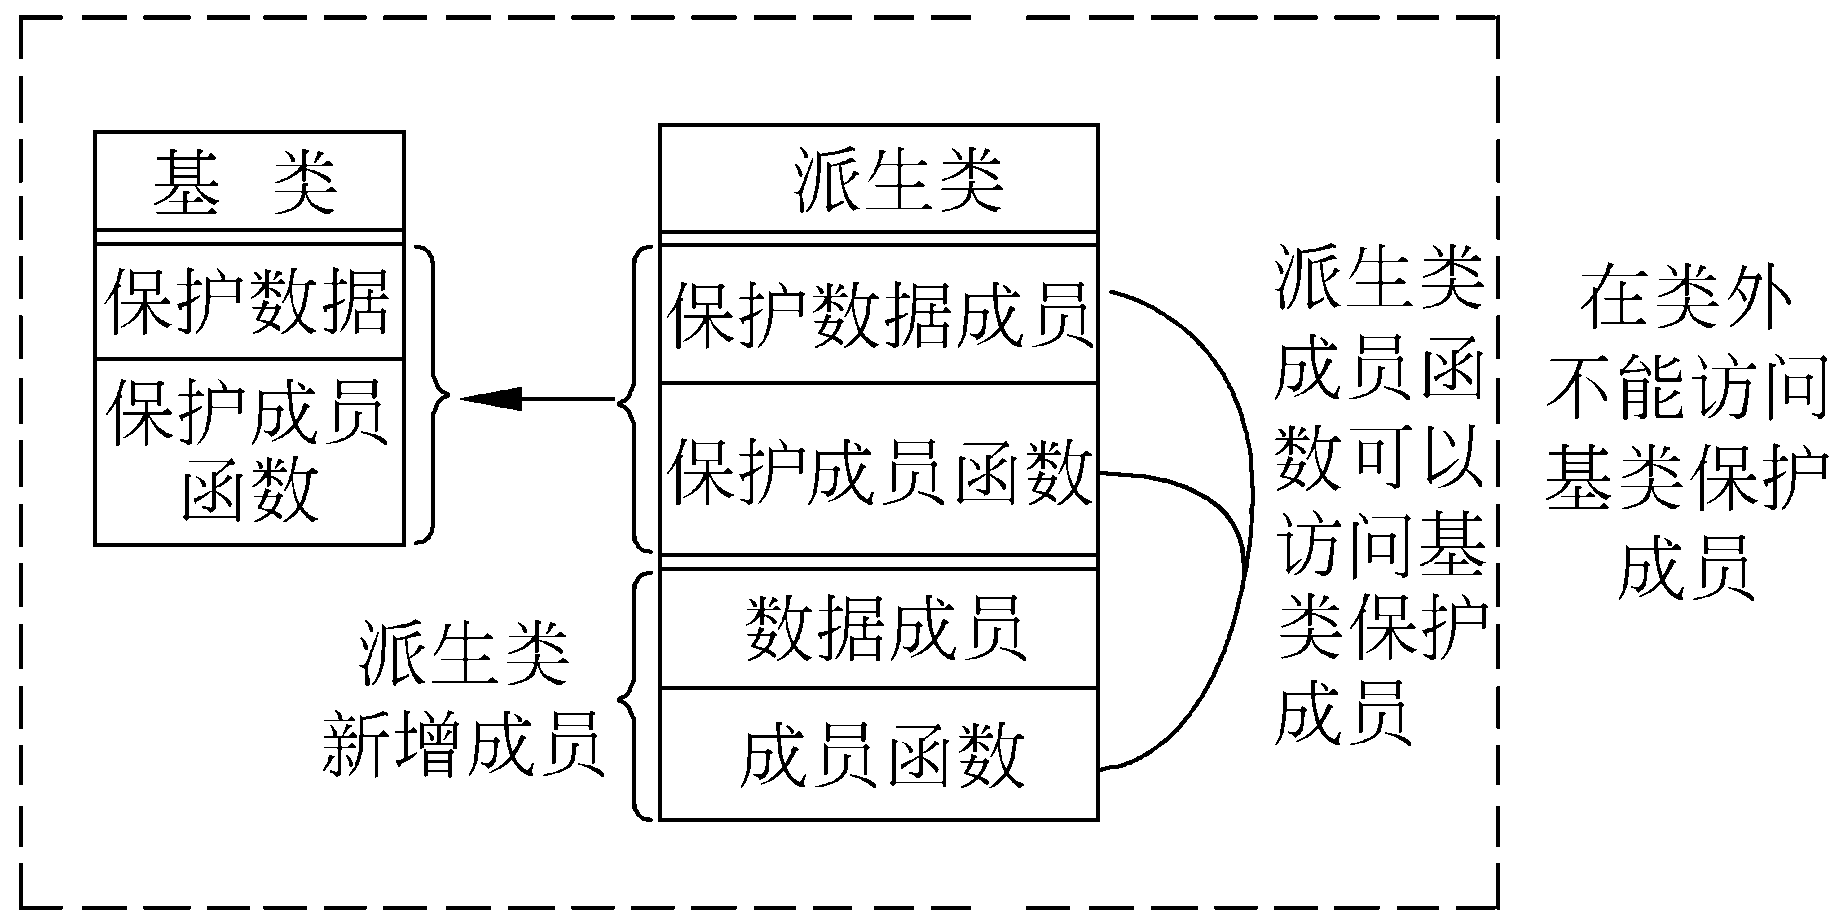 基 类
保护数据
保护成员
函数
派生类
保护数据成员
保护成员函数
数据成员
成员函数
派生类
新增成员
派生类
成员函
数可以
访问基
类保护
成员
在类外
不能访问
基类保护
成员